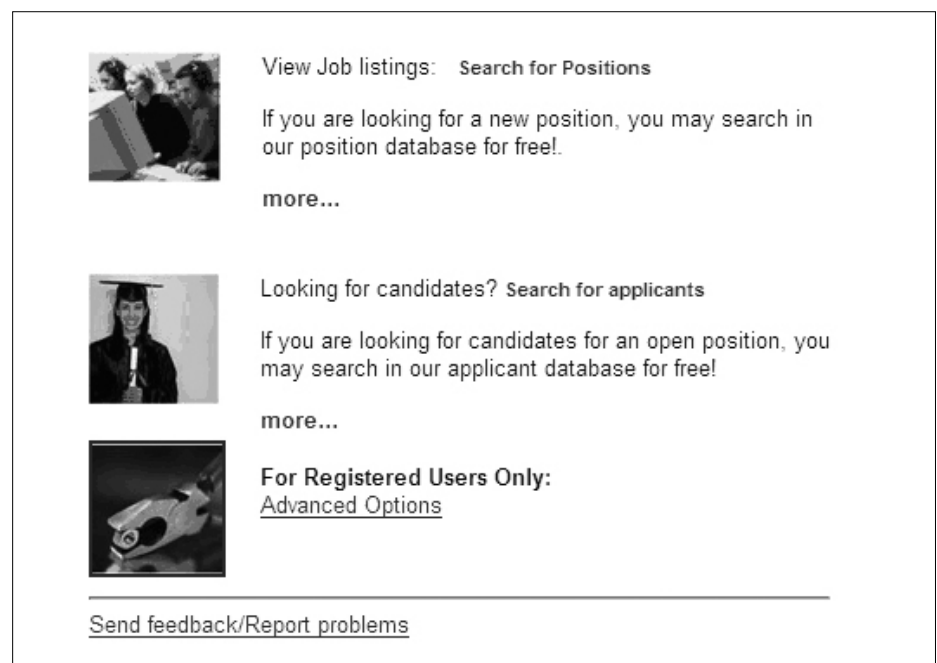 View Job listings: Search for Positions
If you are looking for a new position, you may search in
our position database for free!.
more...
Looking for candidates? Search for applicants
If you are looking for candidates for an open position, you
may search in our applicant database for free!
more...
For Registered Users Only:
Advanced Options
Send feedback/Report problems